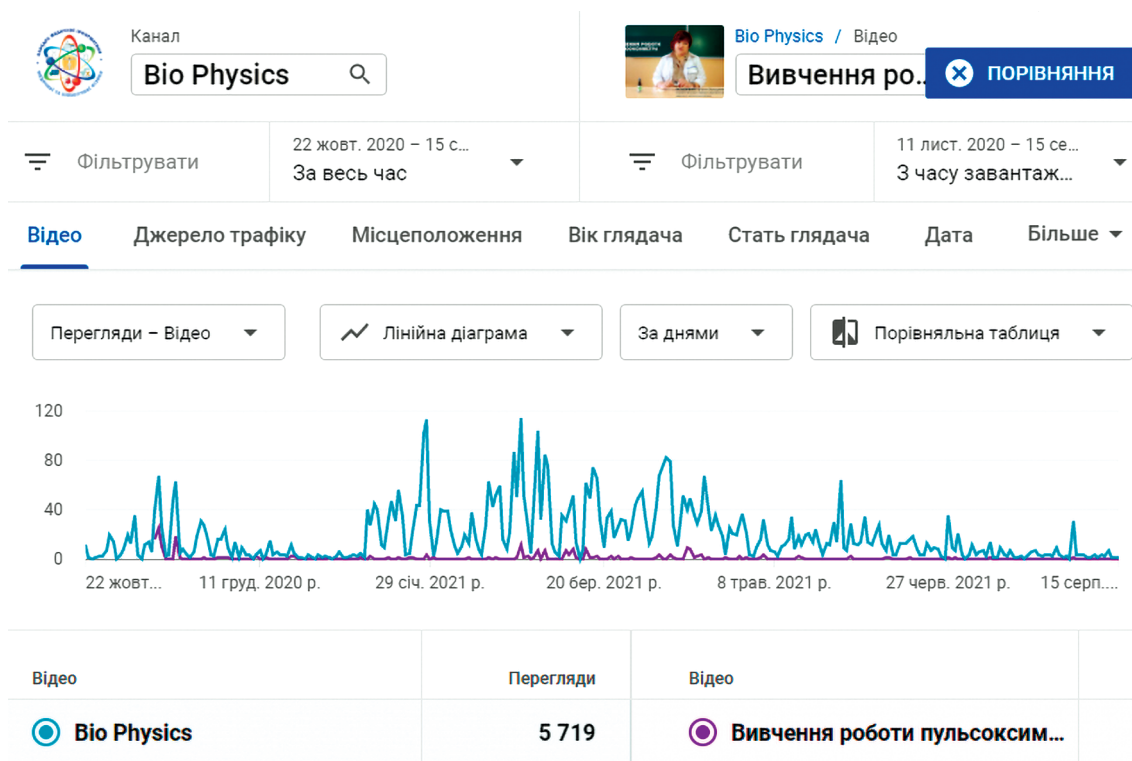 Канал
Bio Physics
Bio Physics / Відео
Вивчення ро...
ПОРІВНЯННЯ
Фільтрувати
22 жовт. 2020 – 15 с...
За весь час
Фільтрувати
11 лист. 2020 – 15 се...
З часу завантаж...
Відео
Джерело трафіку
Місцеположення
Вік глядача
Стать глядача
Дата
Більше
Перегляди – Відео
Лінійна діаграма
За днями
Порівняльна таблиця
120
80
40
0
22 жовт...
11 груд. 2020 р.
29 січ. 2021 р.
20 бер. 2021 р.
8 трав. 2021 р.
27 черв. 2021 р.
15 серп....
Відео
Перегляди
Відео
Bio Physics
5 719
Вивчення роботи пульсоксим...